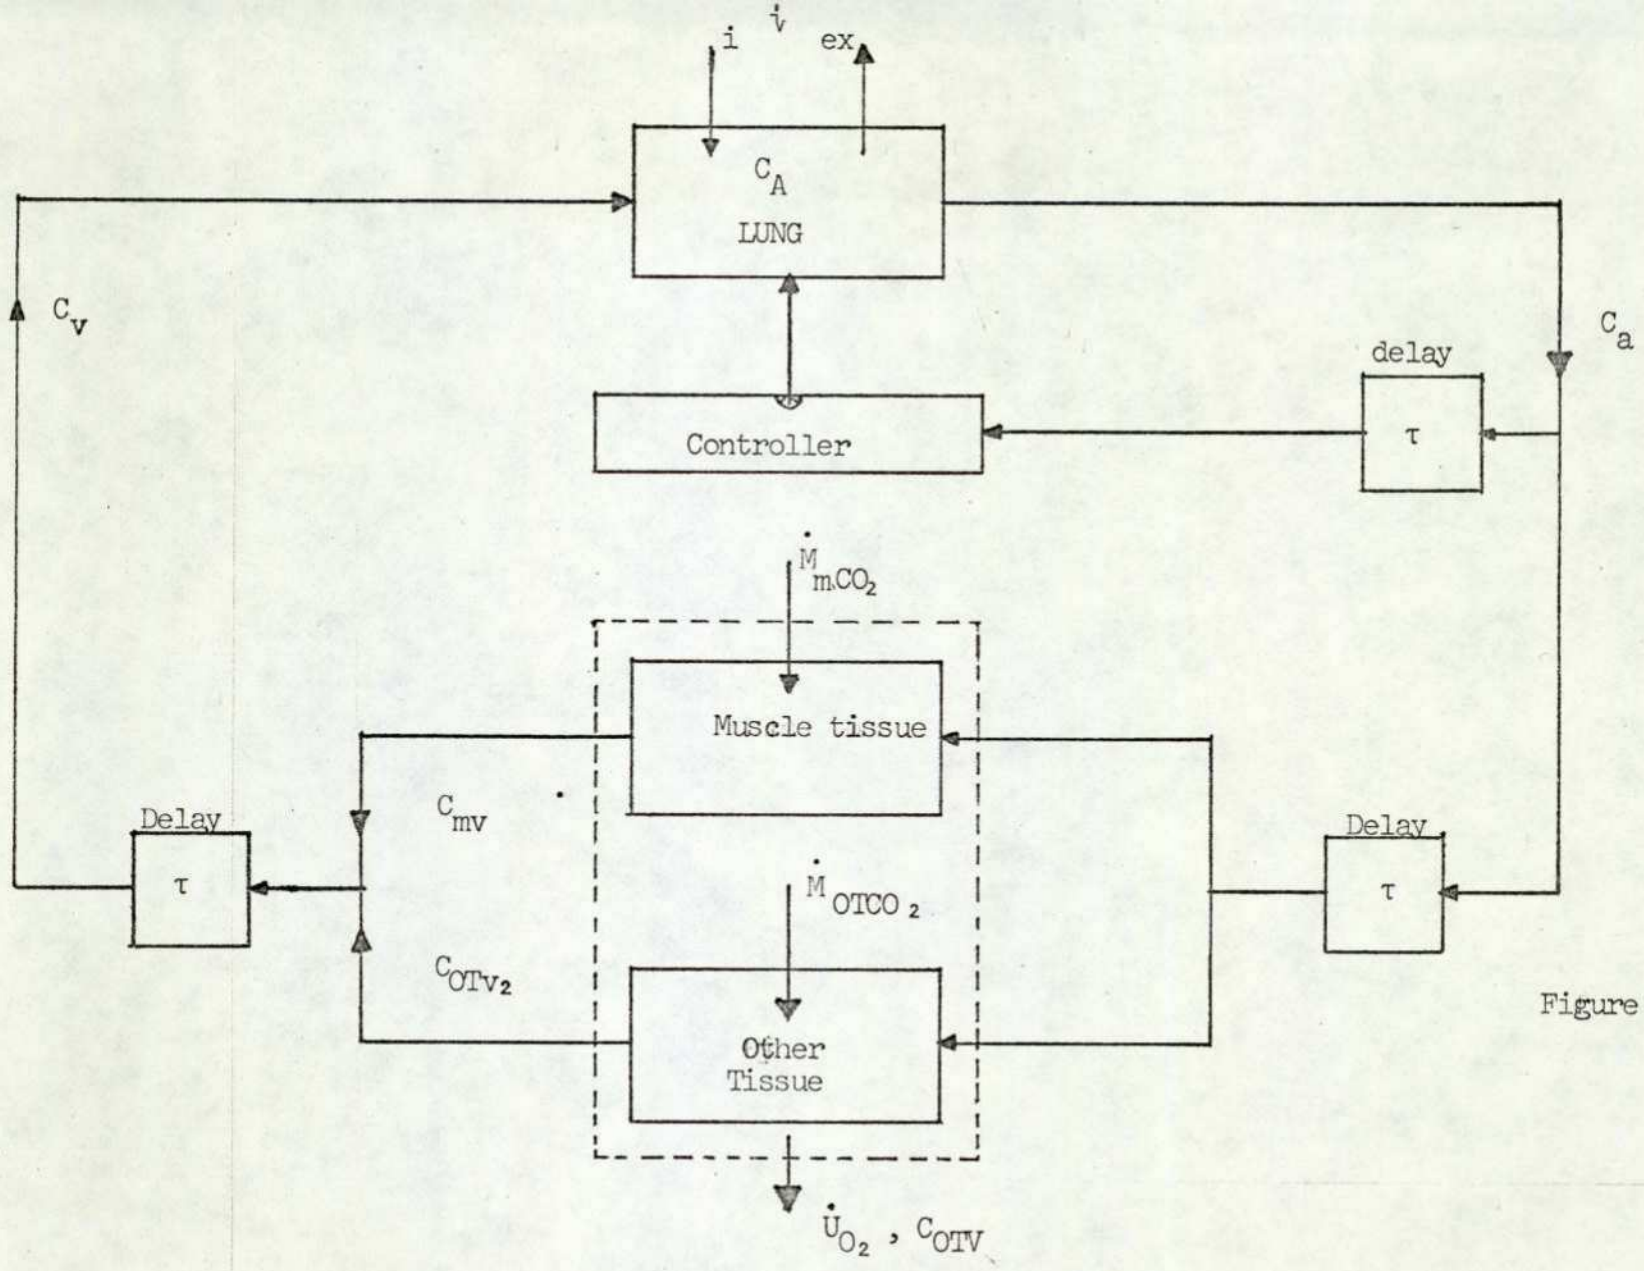 i v̇ ex
C_A
LUNG
C_v
C_a
delay
τ
Controller
Ṁ_mCO₂
Muscle tissue
C_mv
Delay
τ
Delay
τ
Ṁ_OTCO₂
C_OTv₂
Other
Tissue
Figure
U̇_O₂ , C_OTV